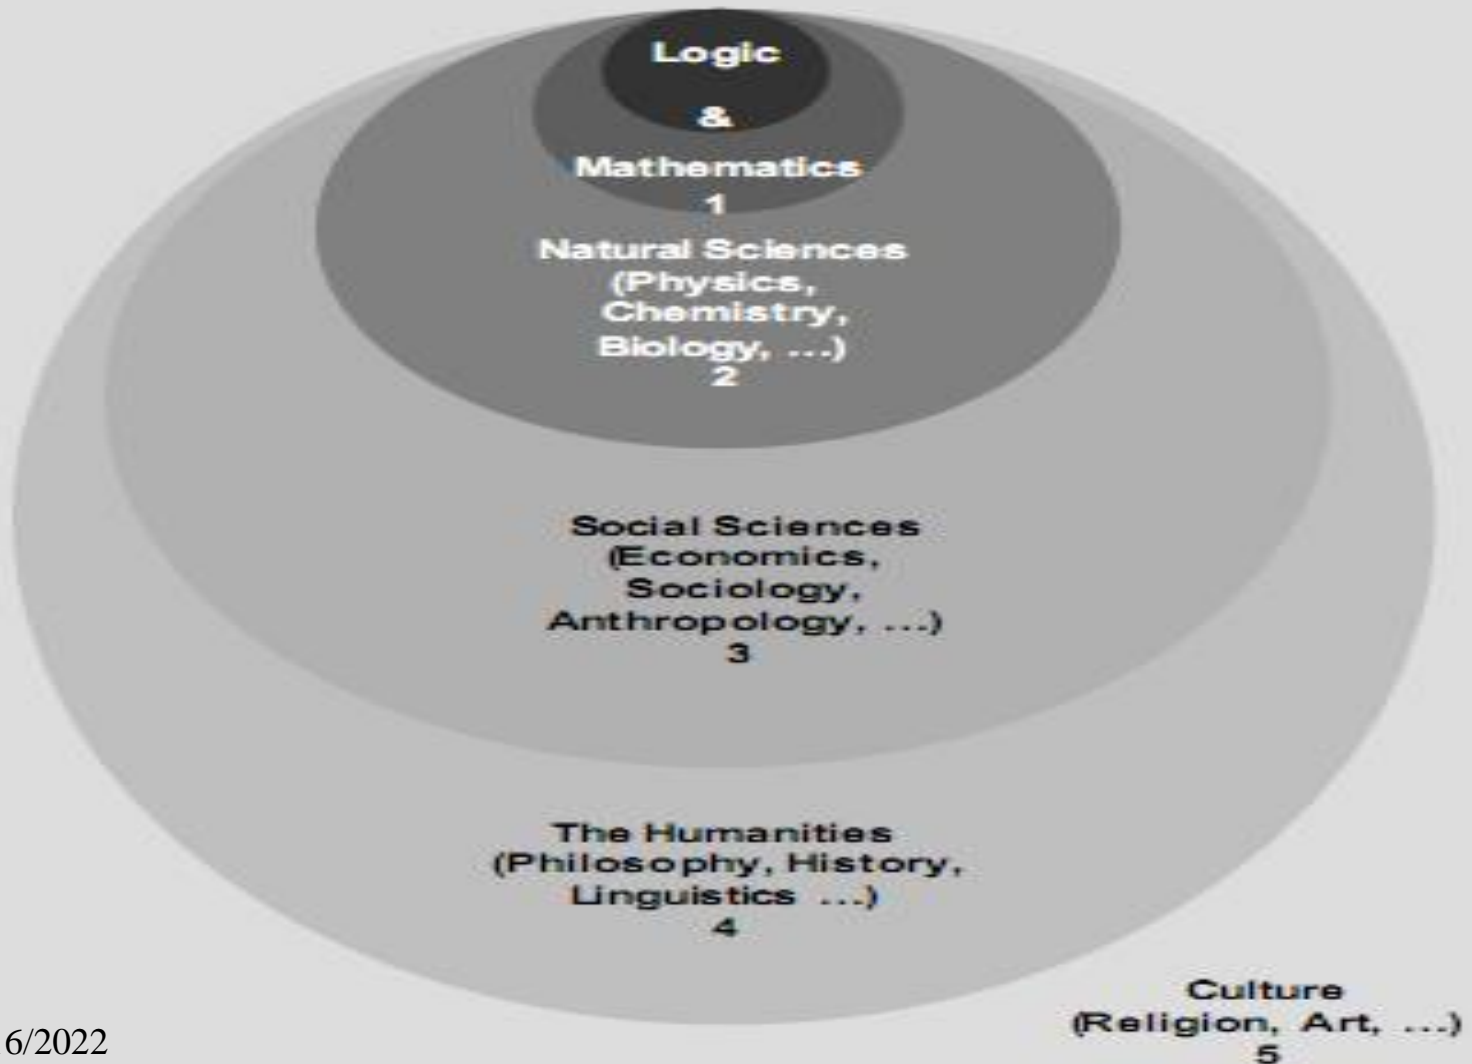 Logic
&
Mathematics
1
Natural Sciences
(Physics,
Chemistry,
Biology, ...)
2
Social Sciences
(Economics,
Sociology,
Anthropology, ...)
3
The Humanities
(Philosophy, History,
Linguistics ...)
4
Culture
(Religion, Art, ...)
5
6/2022